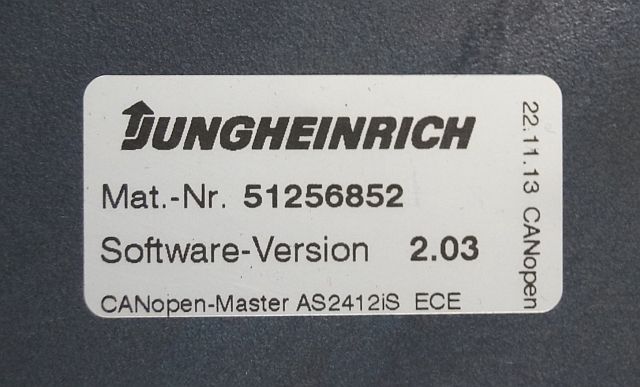 JUNGHEINRICH
Mat.-Nr. 51256852
Software-Version 2.03
CANopen-Master AS2412iS ECE
22.11.13 CANopen